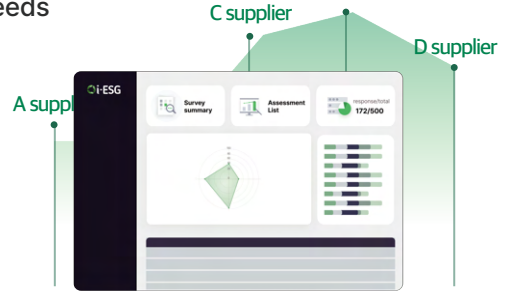 eeds
C supplier
D supplier
A suppl
i-ESG
Survey
summary
Assessment
List
response/total
172/500